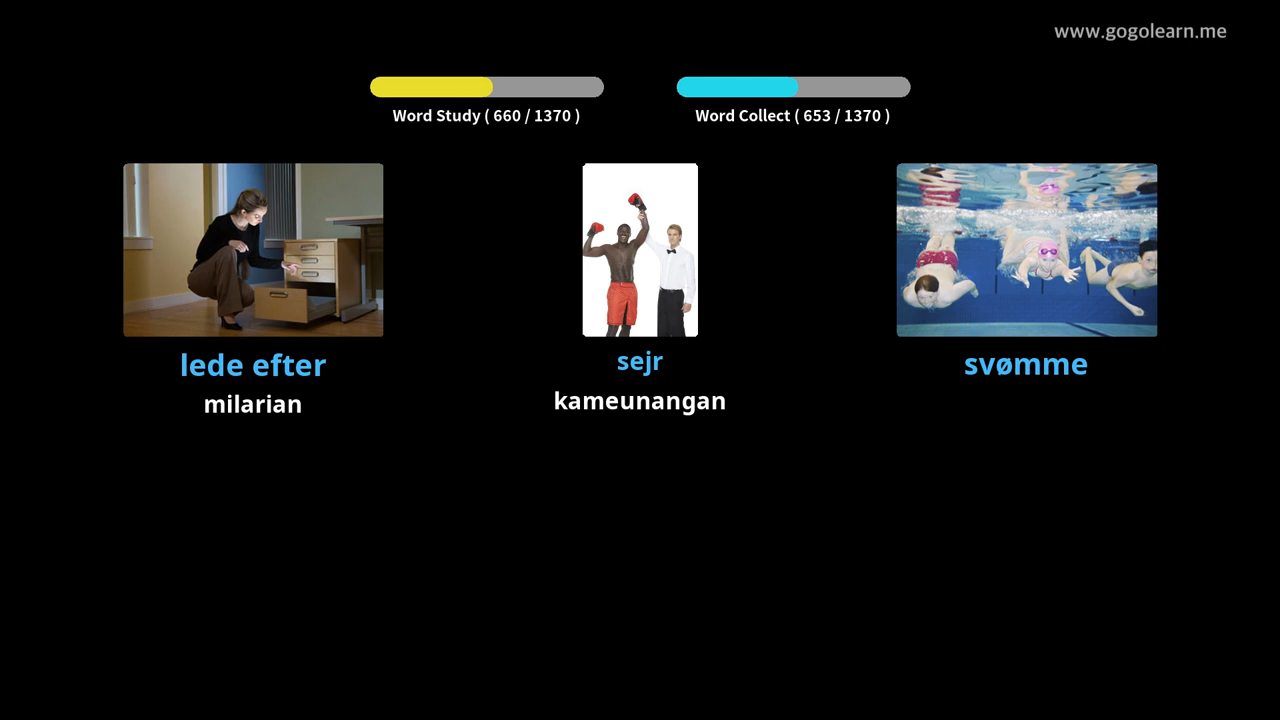 www.gogolearn.me
Word Study ( 660 / 1370 )
Word Collect ( 653 / 1370 )
lede efter
milarian
sejr
kameunangan
svømme